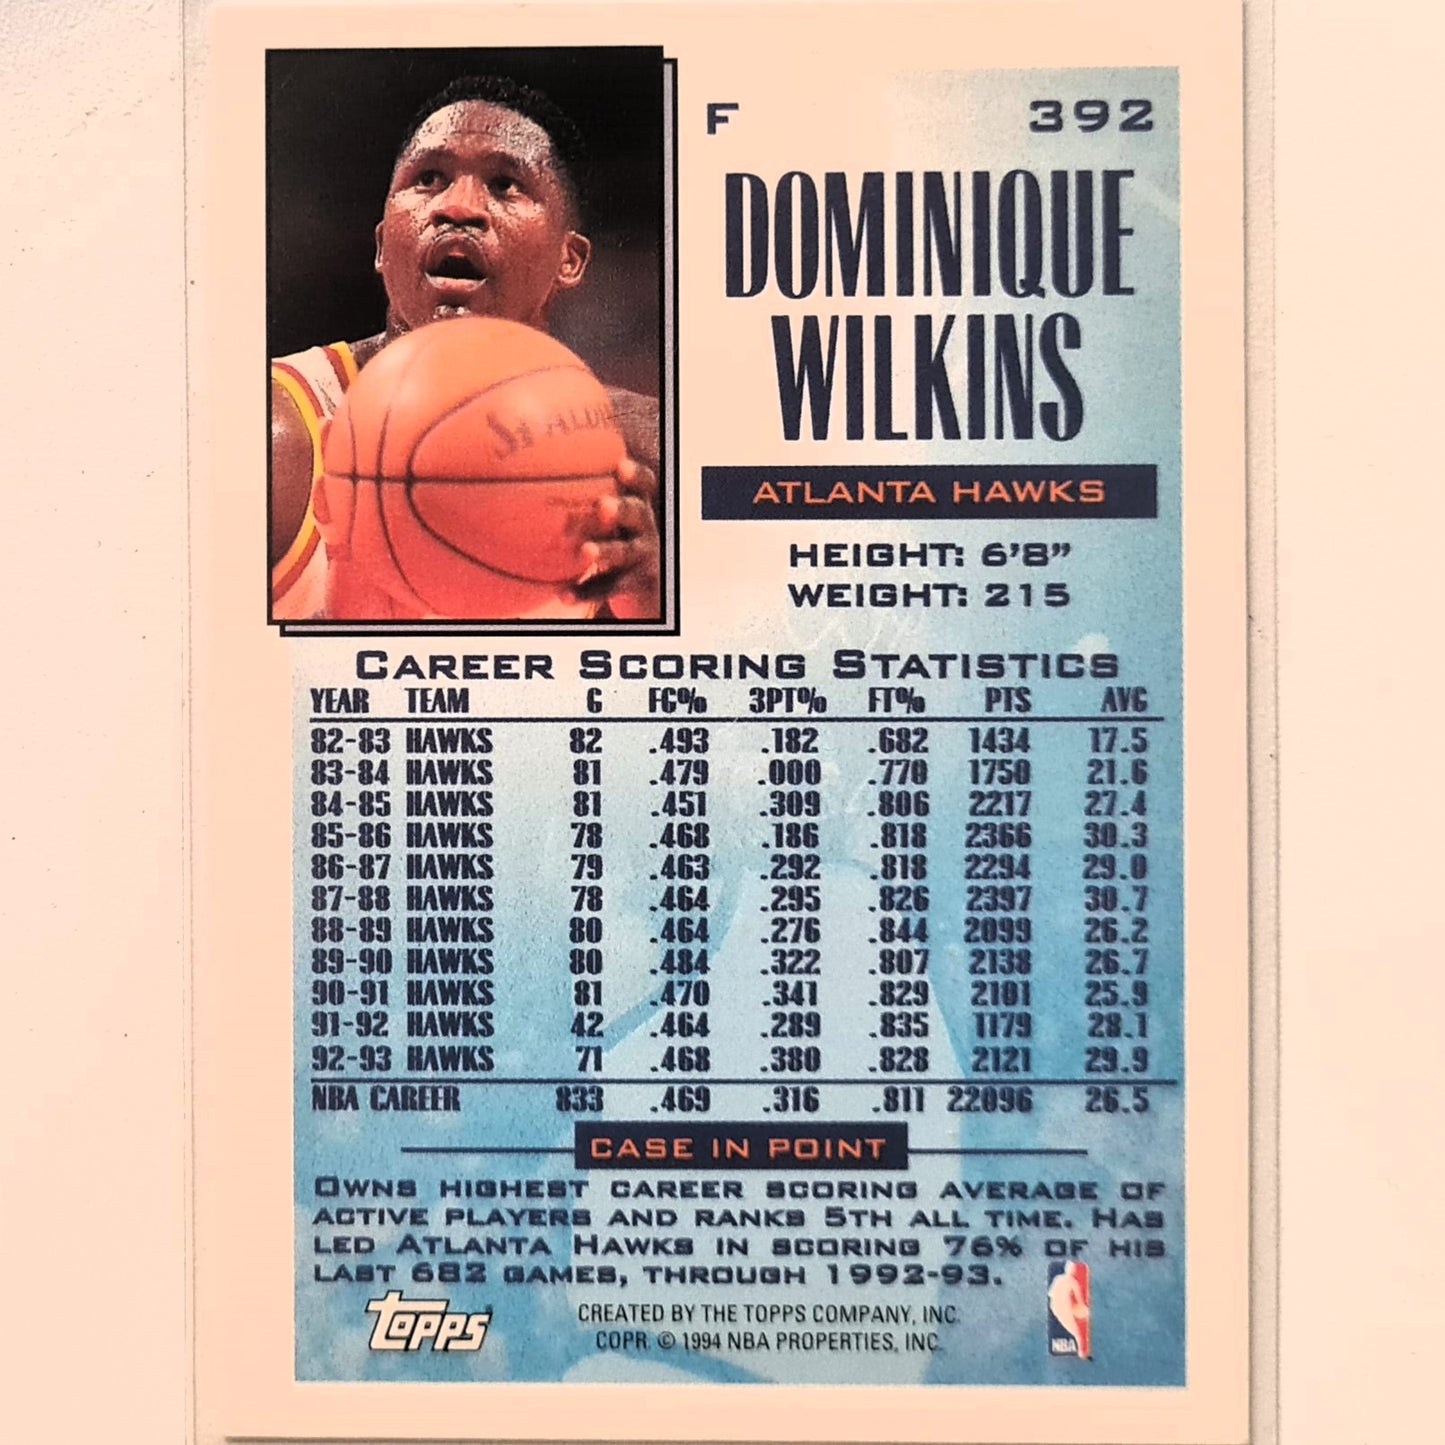 F 392
DOMINIQUE
WILKINS
ATLANTA HAWKS
HEIGHT: 6'8"
WEIGHT: 215
CAREER SCORING STATISTICS
YEAR TEAM G FG% 3PT% FT% PTS AVG
82-83 HAWKS 82 .493 .182 .682 1434 17.5
83-84 HAWKS 81 .479 .000 .770 1750 21.6
84-85 HAWKS 81 .451 .309 .806 2217 27.4
85-86 HAWKS 78 .468 .186 .818 2366 30.3
86-87 HAWKS 79 .463 .292 .818 2294 29.0
87-88 HAWKS 78 .464 .295 .826 2397 30.7
88-89 HAWKS 80 .464 .276 .844 2099 26.2
89-90 HAWKS 80 .484 .322 .807 2138 26.7
90-91 HAWKS 81 .470 .341 .829 2101 25.9
91-92 HAWKS 42 .464 .289 .835 1179 28.1
92-93 HAWKS 71 .468 .380 .828 2121 29.9
NBA CAREER 833 .469 .316 .811 22096 26.5
CASE IN POINT
OWNS HIGHEST CAREER SCORING AVERAGE OF
ACTIVE PLAYERS AND RANKS 5TH ALL TIME. HAS
LED ATLANTA HAWKS IN SCORING 76% OF HIS
LAST 682 GAMES, THROUGH 1992-93.
TOPPS ®
CREATED BY THE TOPPS COMPANY, INC.
COPR. © 1994 NBA PROPERTIES, INC.
NBA